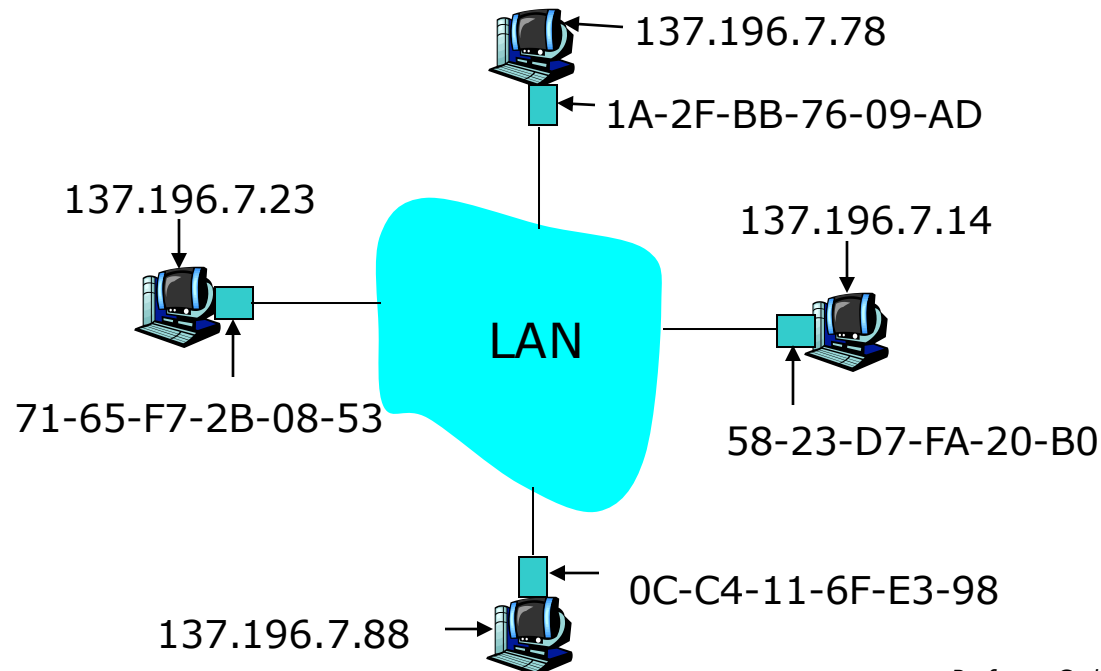 137.196.7.78
1A-2F-BB-76-09-AD
137.196.7.23
137.196.7.14
LAN
71-65-F7-2B-08-53
58-23-D7-FA-20-B0
0C-C4-11-6F-E3-98
137.196.7.88